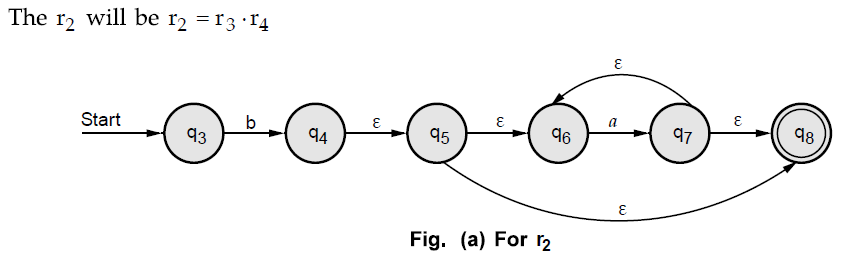 The r₂ will be r₂ = r₃ · r₄
ε
Start
b
ε
ε
a
ε
q₃
q₄
q₅
q₆
q₇
q₈
ε
Fig. (a) For r₂